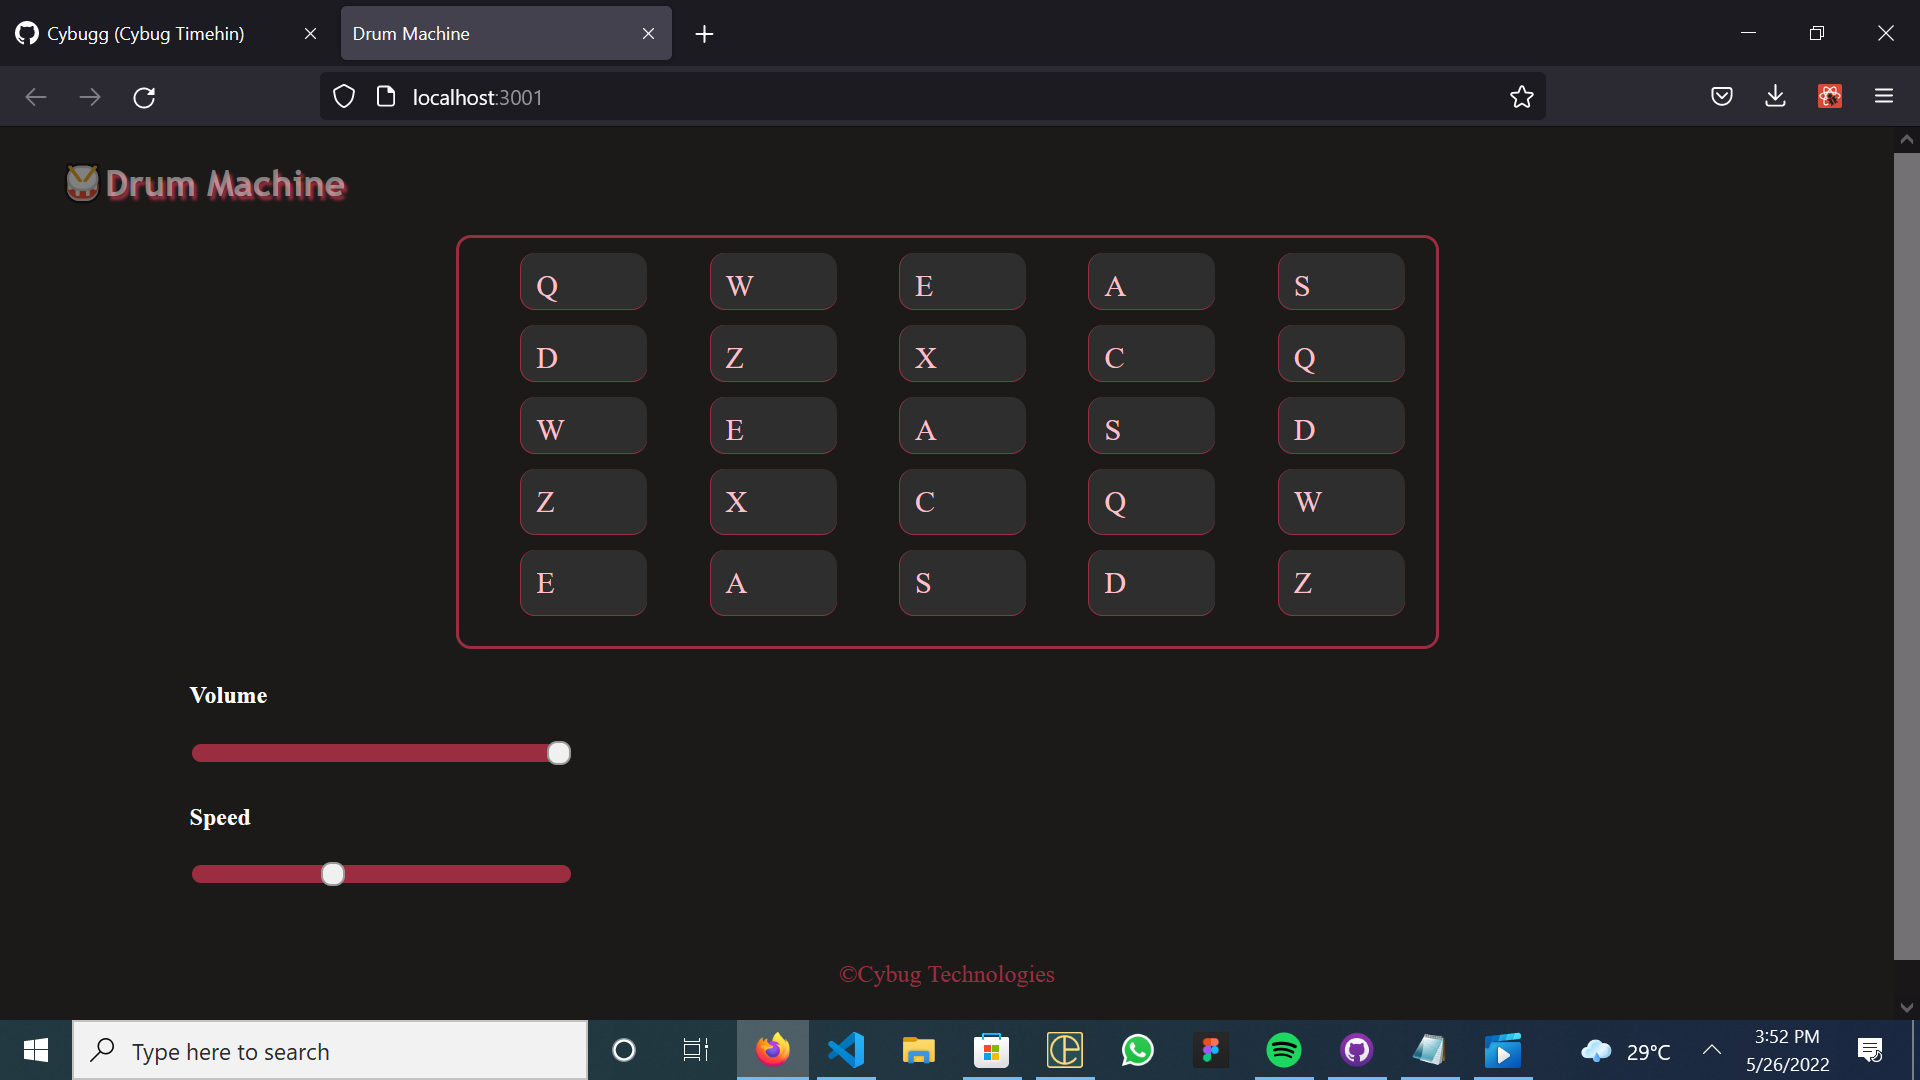 Cybugg (Cybug Timehin)
Drum Machine
localhost:3001
Drum Machine
Q W E A S
D Z X C Q
W E A S D
Z X C Q W
E A S D Z
Volume
Speed
©Cybug Technologies
Type here to search
29°C
3:52 PM
5/26/2022